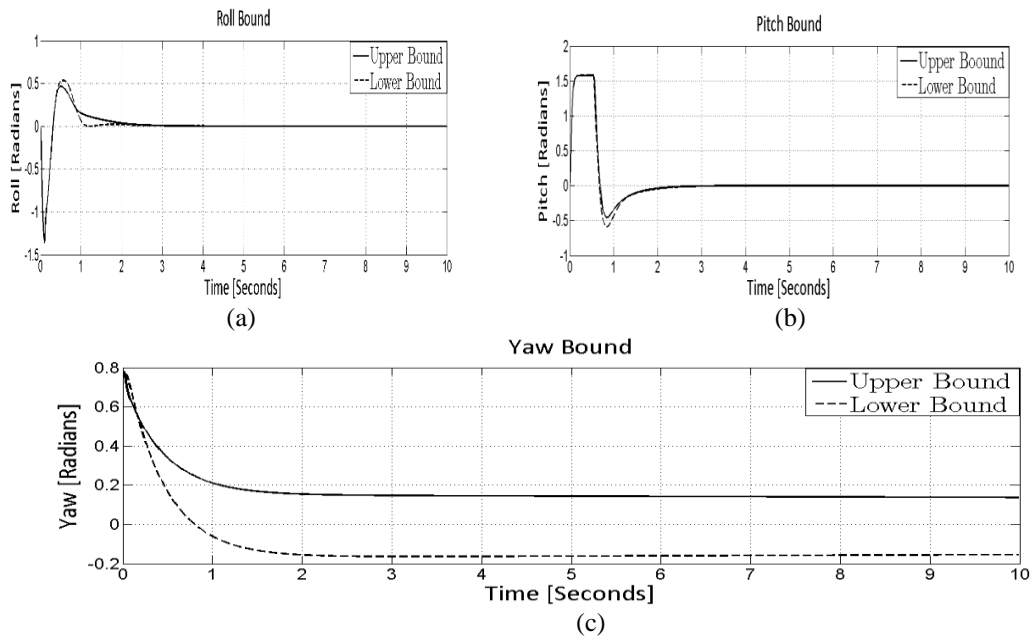 Roll Bound
1
0.5
0
-0.5
-1
-1.5
Roll [Radians]
Upper Bound
Lower Bound
0 1 2 3 4 5 6 7 8 9 10
Time [Seconds]
(a)
Pitch Bound
2
1.5
1
0.5
0
-0.5
-1
Pitch [Radians]
Upper Boound
Lower Bound
0 1 2 3 4 5 6 7 8 9 10
Time [Seconds]
(b)
Yaw Bound
0.8
0.6
0.4
0.2
0
-0.2
Yaw [Radians]
Upper Bound
Lower Bound
0 1 2 3 4 5 6 7 8 9 10
Time [Seconds]
(c)